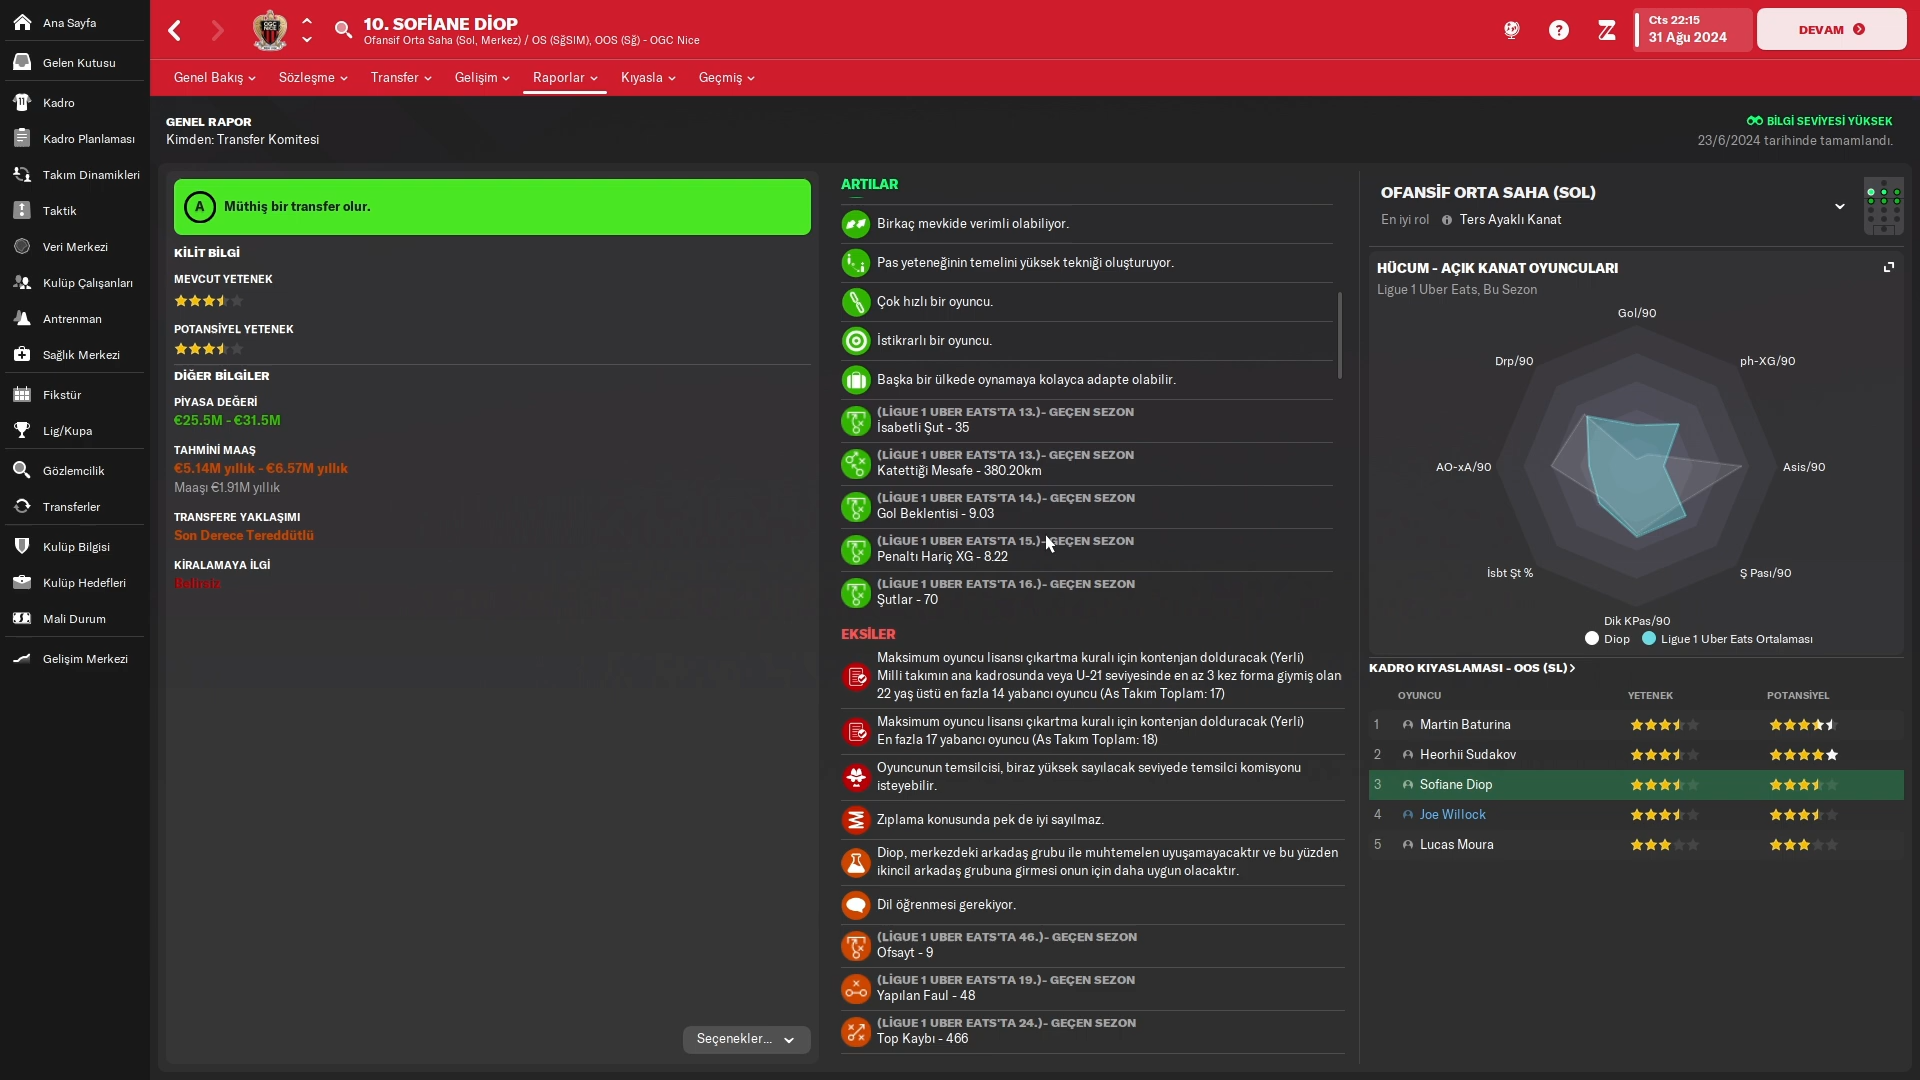 Ana Sayfa
Gelen Kutusu
Kadro
Kadro Planlaması
Takım Dinamikleri
Taktik
Veri Merkezi
Kulüp Çalışanları
Antrenman
Sağlık Merkezi
Fikstür
Lig/Kupa
Gözlemcilik
Transferler
Kulüp Bilgisi
Kulüp Hedefleri
Mali Durum
Gelişim Merkezi
10. SOFİANE DİOP
Ofansif Orta Saha (Sol, Merkez) / OS (SğSlM), OOS (Sğ) - OGC Nice
Cts 22:15
31 Ağu 2024
DEVAM
Genel Bakış
Sözleşme
Transfer
Gelişim
Raporlar
Kıyasla
Geçmiş
GENEL RAPOR
Kimden: Transfer Komitesi
BİLGİ SEVİYESİ YÜKSEK
23/6/2024 tarihinde tamamlandı.
A
Müthiş bir transfer olur.
KİLİT BİLGİ
MEVCUT YETENEK
POTANSİYEL YETENEK
DİĞER BİLGİLER
PİYASA DEĞERİ
€25.5M - €31.5M
TAHMİNİ MAAŞ
€5.14M yıllık - €6.57M yıllık
Maaşı €1.91M yıllık
TRANSFERE YAKLAŞIMI
Son Derece Tereddütlü
KİRALAMAYA İLGİ
Belirsiz
Seçenekler...
ARTILAR
Birkaç mevkide verimli olabiliyor.
Pas yeteneğinin temelini yüksek tekniği oluşturuyor.
Çok hızlı bir oyuncu.
İstikrarlı bir oyuncu.
Başka bir ülkede oynamaya kolayca adapte olabilir.
(LİGUE 1 UBER EATS'TA 13.)- GEÇEN SEZON
İsabetli Şut - 35
(LİGUE 1 UBER EATS'TA 13.)- GEÇEN SEZON
Katettiği Mesafe - 380.20km
(LİGUE 1 UBER EATS'TA 14.)- GEÇEN SEZON
Gol Beklentisi - 9.03
(LİGUE 1 UBER EATS'TA 15.)- GEÇEN SEZON
Penaltı Hariç XG - 8.22
(LİGUE 1 UBER EATS'TA 16.)- GEÇEN SEZON
Şutlar - 70
EKSİLER
Maksimum oyuncu lisansı çıkartma kuralı için kontenjan dolduracak (Yerli)
Milli takımın ana kadrosunda veya U-21 seviyesinde en az 3 kez forma giymiş olan
22 yaş üstü en fazla 14 yabancı oyuncu (As Takım Toplam: 17)
Maksimum oyuncu lisansı çıkartma kuralı için kontenjan dolduracak (Yerli)
En fazla 17 yabancı oyuncu (As Takım Toplam: 18)
Oyuncunun temsilcisi, biraz yüksek sayılacak seviyede temsilci komisyonu
isteyebilir.
Zıplama konusunda pek de iyi sayılmaz.
Diop, merkezdeki arkadaş grubu ile muhtemelen uyuşamayacaktır ve bu yüzden
ikincil arkadaş grubuna girmesi onun için daha uygun olacaktır.
Dil öğrenmesi gerekiyor.
(LİGUE 1 UBER EATS'TA 46.)- GEÇEN SEZON
Ofsayt - 9
(LİGUE 1 UBER EATS'TA 19.)- GEÇEN SEZON
Yapılan Faul - 48
(LİGUE 1 UBER EATS'TA 24.)- GEÇEN SEZON
Top Kaybı - 466
OFANSİF ORTA SAHA (SOL)
En iyi rol
Ters Ayaklı Kanat
HÜCUM - AÇIK KANAT OYUNCULARI
Ligue 1 Uber Eats, Bu Sezon
Gol/90
Drp/90
ph-XG/90
AO-xA/90
Asis/90
İsbt Şt %
Ş Pası/90
Dik KPas/90
Diop
Ligue 1 Uber Eats Ortalaması
KADRO KIYASLAMASI - OOS (SL)
OYUNCU YETENEK POTANSİYEL
1 Martin Baturina
2 Heorhii Sudakov
3 Sofiane Diop
4 Joe Willock
5 Lucas Moura